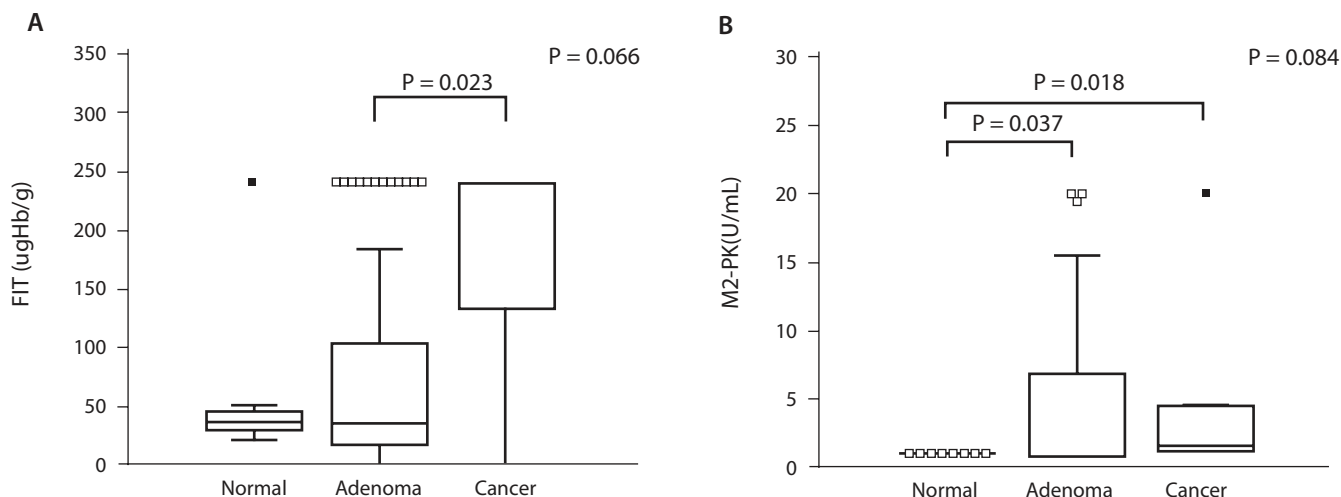 A
FIT (ugHb/g)
350
300
250
200
150
100
50
0
P = 0.066
P = 0.023
Normal Adenoma Cancer
B
M2-PK(U/mL)
30
25
20
15
10
5
0
P = 0.084
P = 0.018
P = 0.037
Normal Adenoma Cancer